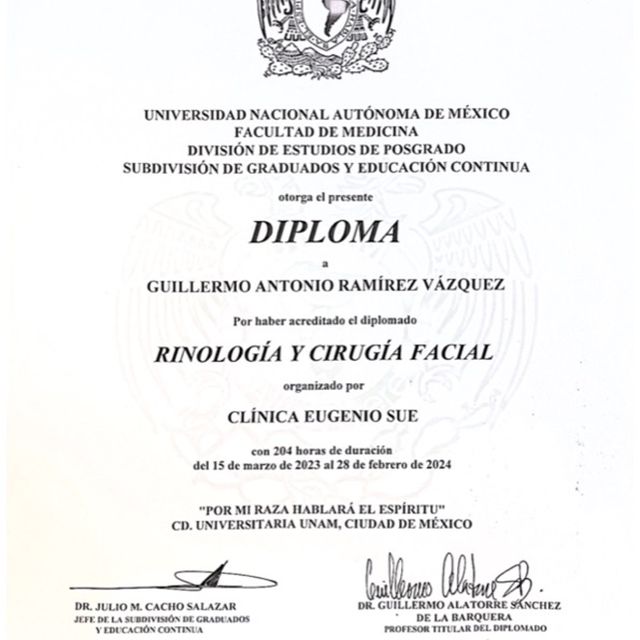 UNIVERSIDAD NACIONAL AUTÓNOMA DE MÉXICO
FACULTAD DE MEDICINA
DIVISIÓN DE ESTUDIOS DE POSGRADO
SUBDIVISIÓN DE GRADUADOS Y EDUCACIÓN CONTINUA
otorga el presente
DIPLOMA
a
GUILLERMO ANTONIO RAMÍREZ VÁZQUEZ
Por haber acreditado el diplomado
RINOLOGÍA Y CIRUGÍA FACIAL
organizado por
CLÍNICA EUGENIO SUE
con 204 horas de duración
del 15 de marzo de 2023 al 28 de febrero de 2024
"POR MI RAZA HABLARÁ EL ESPÍRITU"
CD. UNIVERSITARIA UNAM, CIUDAD DE MÉXICO
Guillermo Alatorre
DR. JULIO M. CACHO SALAZAR
JEFE DE LA SUBDIVISIÓN DE GRADUADOS
Y EDUCACIÓN CONTINUA
DR. GUILLERMO ALATORRE SÁNCHEZ
DE LA BARQUERA
PROFESOR TITULAR DEL DIPLOMADO